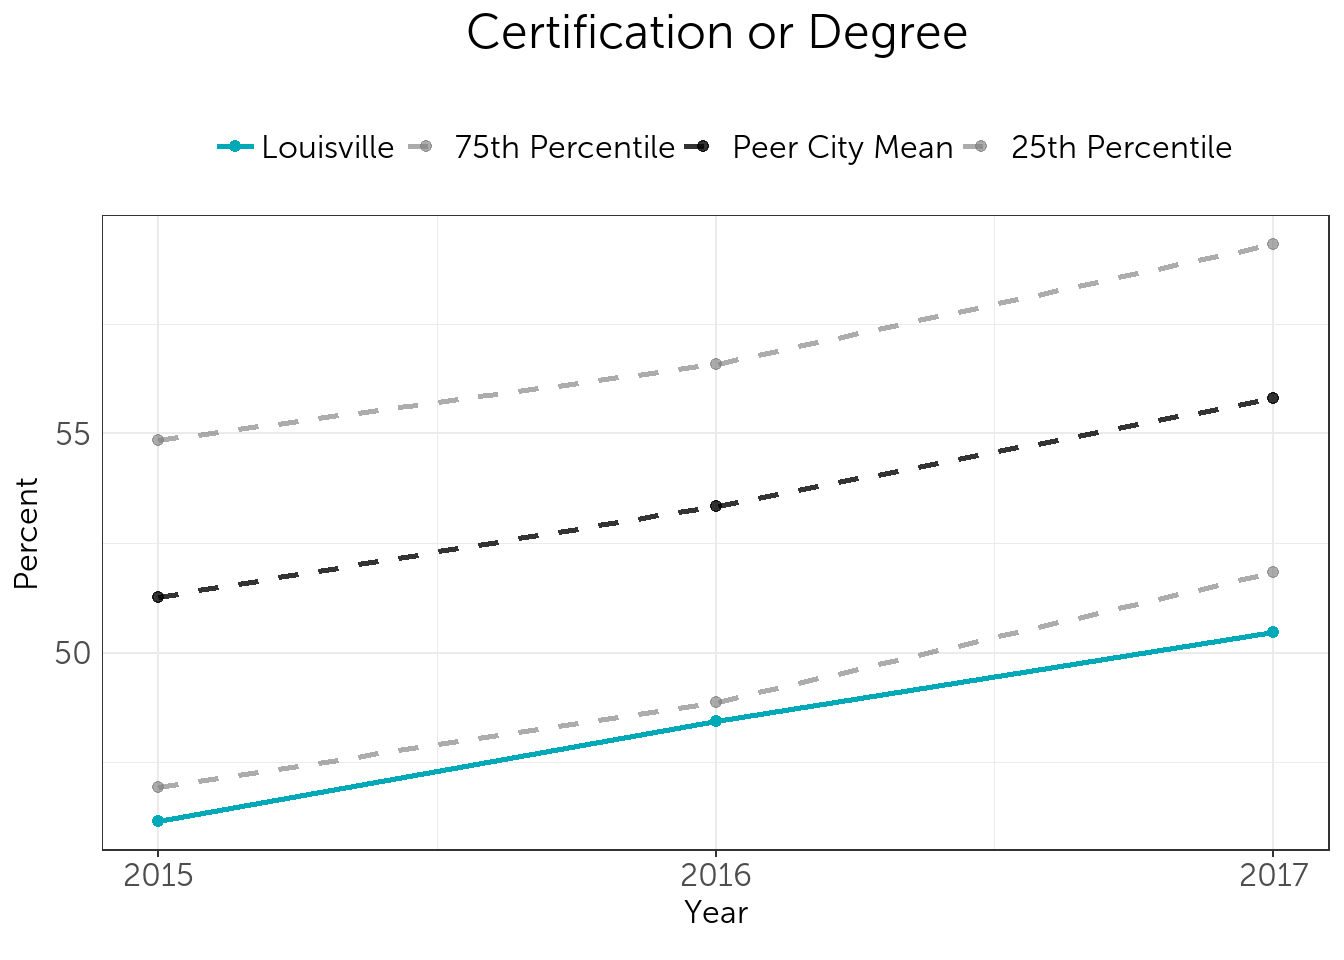 Certification or Degree
Louisville 75th Percentile Peer City Mean 25th Percentile
55
50
Percent
2015 2016 2017
Year